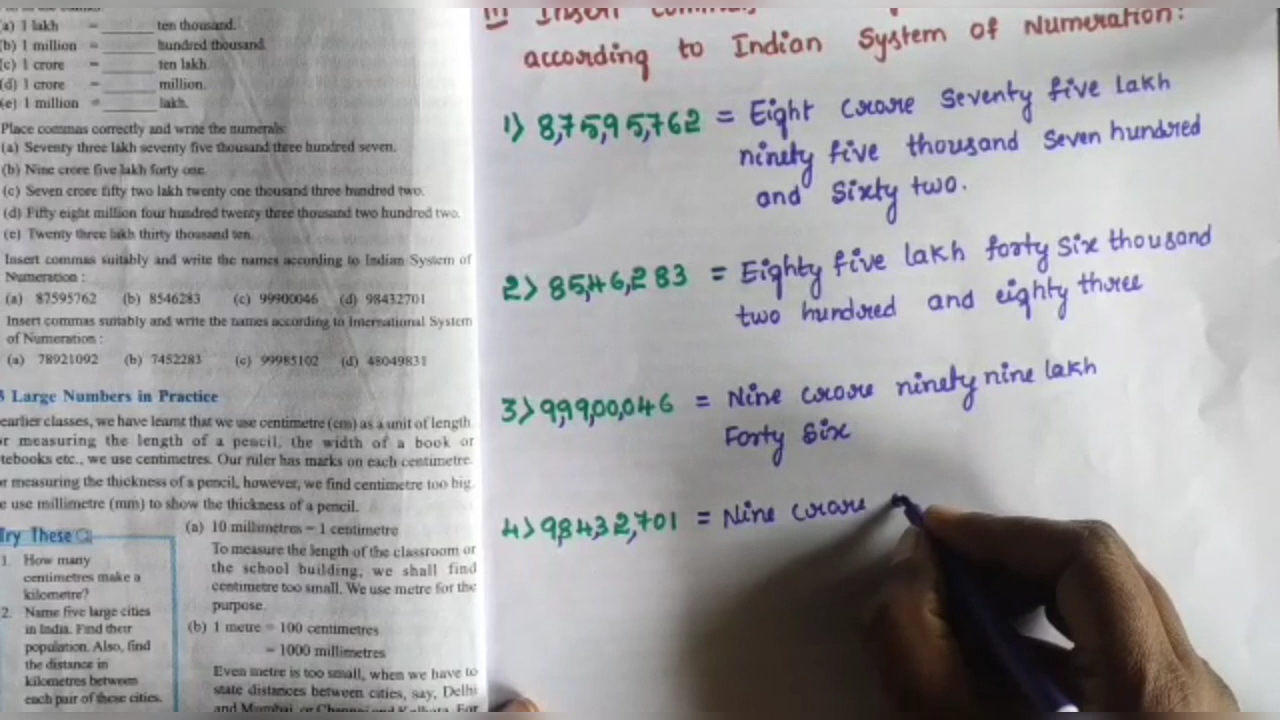 (a) 1 lakh = ______ ten thousand.
(b) 1 million = ______ hundred thousand.
(c) 1 crore = ______ ten lakh.
(d) 1 crore = ______ million.
(e) 1 million = ______ lakh.
Place commas correctly and write the numerals:
(a) Seventy three lakh seventy five thousand three hundred seven.
(b) Nine crore five lakh forty one.
(c) Seven crore fifty two lakh twenty one thousand three hundred two.
(d) Fifty eight million four hundred twenty three thousand two hundred two.
(e) Twenty three lakh thirty thousand ten.
Insert commas suitably and write the names according to Indian System of
Numeration :
(a) 87595762 (b) 8546283 (c) 99900046 (d) 98432701
Insert commas suitably and write the names according to International System
of Numeration :
(a) 78921092 (b) 7452283 (c) 99985102 (d) 48049831
3 Large Numbers in Practice
earlier classes, we have learnt that we use centimetre (cm) as a unit of length.
or measuring the length of a pencil, the width of a book or
tebooks etc., we use centimetres. Our ruler has marks on each centimetre.
r measuring the thickness of a pencil, however, we find centimetre too big.
e use millimetre (mm) to show the thickness of a pencil.
Try These
1. How many
centimetres make a
kilometre?
2. Name five large cities
in India. Find their
population. Also, find
the distance in
kilometres between
each pair of these cities.
(a) 10 millimetres = 1 centimetre
To measure the length of the classroom or
the school building, we shall find
centimetre too small. We use metre for the
purpose.
(b) 1 metre = 100 centimetres
= 1000 millimetres
Even metre is too small, when we have to
state distances between cities, say, Delhi
and Mumbai, or Chennai and Kolkata. For
Insert
according to Indian System of Numeration:
1) 8,75,95,762 = Eight crore Seventy five lakh
ninety five thousand Seven hundred
and Sixty two.
2) 85,46,283 = Eighty five lakh forty Six thousand
two hundred and eighty three
3) 9,99,00,046 = Nine crore ninety nine lakh
Forty Six
4) 9,84,32,701 = Nine crore